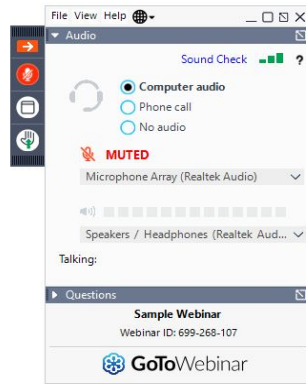 File View Help
Audio
Sound Check ?
Computer audio
Phone call
No audio
MUTED
Microphone Array (Realtek Audio)
Speakers / Headphones (Realtek Aud...
Talking:
Questions
Sample Webinar
Webinar ID: 699-268-107
GoToWebinar